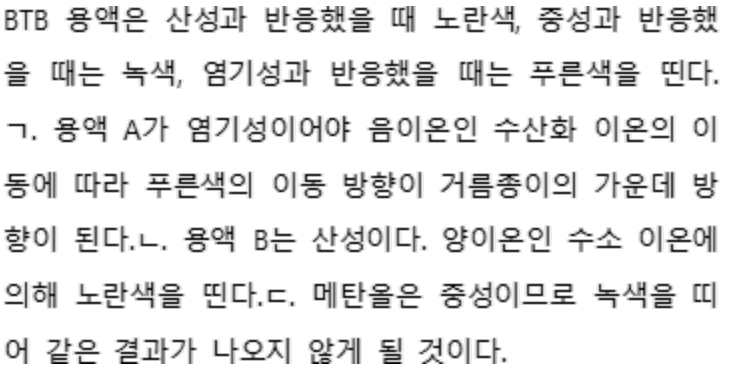 BTB 용액은 산성과 반응했을 때 노란색, 중성과 반응했
을 때는 녹색, 염기성과 반응했을 때는 푸른색을 띤다.
ㄱ. 용액 A가 염기성이어야 음이온인 수산화 이온의 이
동에 따라 푸른색의 이동 방향이 거름종이의 가운데 방
향이 된다.ㄴ. 용액 B는 산성이다. 양이온인 수소 이온에
의해 노란색을 띤다.ㄷ. 메탄올은 중성이므로 녹색을 띠
어 같은 결과가 나오지 않게 될 것이다.